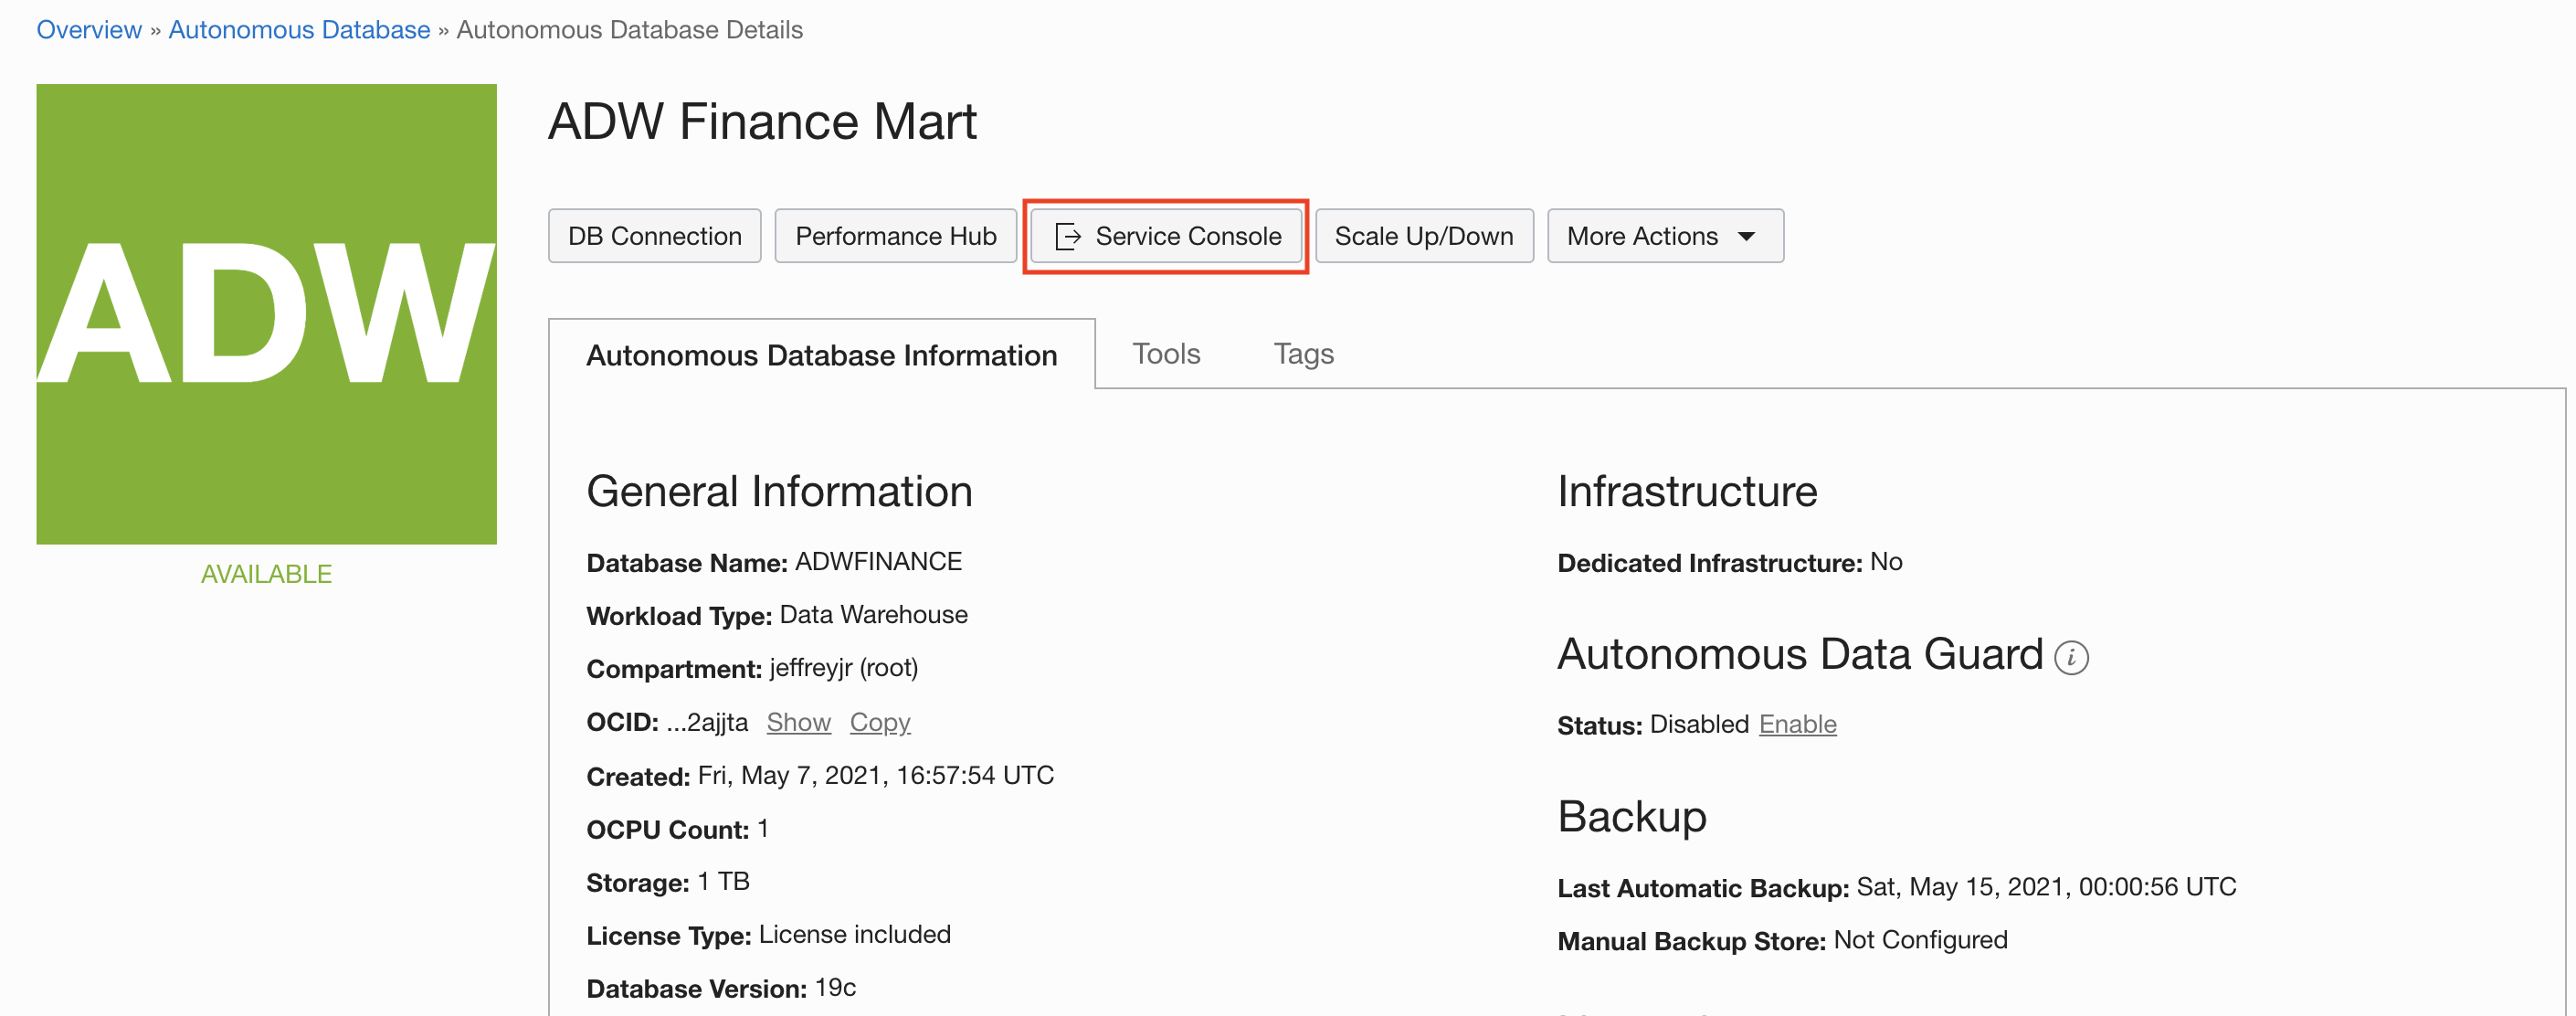 Overview » Autonomous Database » Autonomous Database Details
ADW
AVAILABLE
ADW Finance Mart
DB Connection
Performance Hub
Service Console
Scale Up/Down
More Actions
Autonomous Database Information
Tools
Tags
General Information
Database Name: ADWFINANCE
Workload Type: Data Warehouse
Compartment: jeffreyjr (root)
OCID: ...2ajjta Show Copy
Created: Fri, May 7, 2021, 16:57:54 UTC
OCPU Count: 1
Storage: 1 TB
License Type: License included
Database Version: 19c
Infrastructure
Dedicated Infrastructure: No
Autonomous Data Guard i
Status: Disabled Enable
Backup
Last Automatic Backup: Sat, May 15, 2021, 00:00:56 UTC
Manual Backup Store: Not Configured